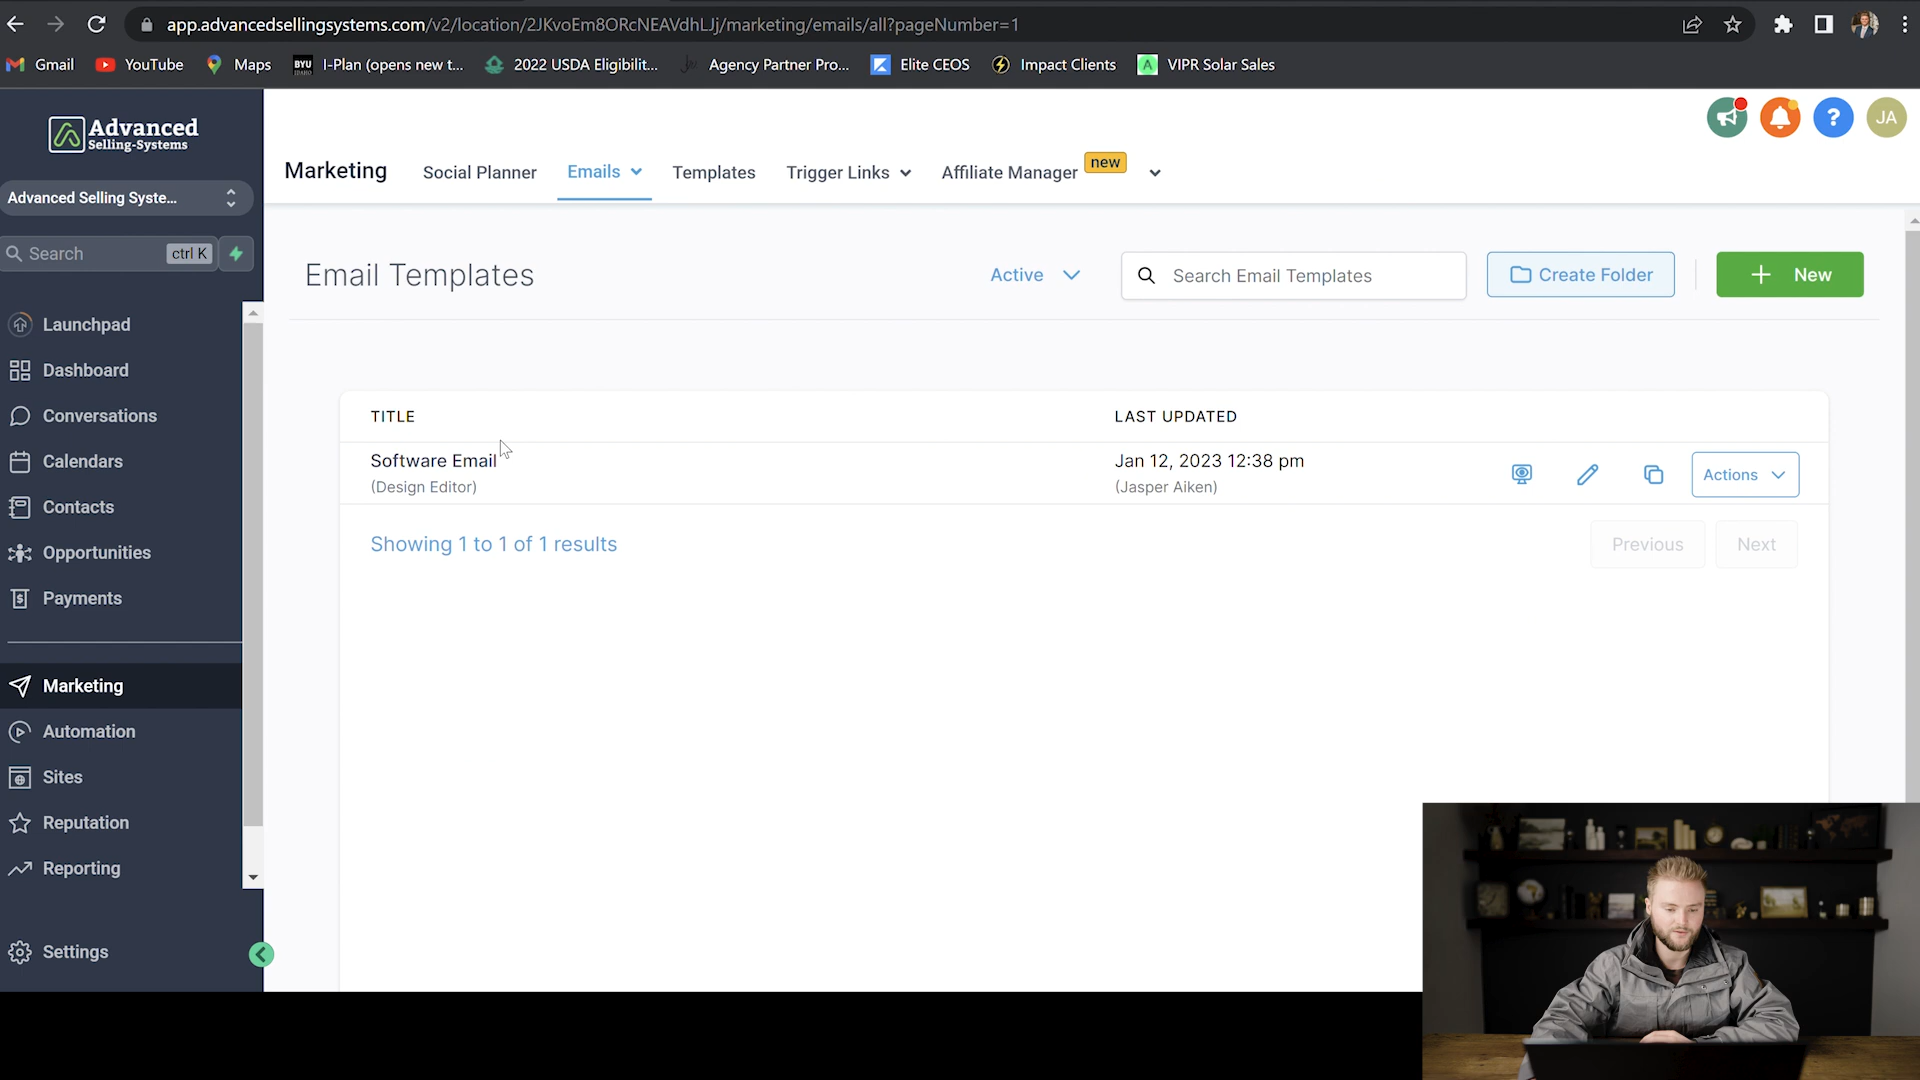 app.advancedsellingsystems.com/v2/location/2JKvoEm8ORcNEAVdhLJj/marketing/emails/all?pageNumber=1
Gmail YouTube Maps BYU IDAHO I-Plan (opens new t... 2022 USDA Eligibilit... Agency Partner Pro... Elite CEOS Impact Clients A VIPR Solar Sales
Advanced
Selling-Systems
Advanced Selling Syste...
Search ctrl K
Launchpad
Dashboard
Conversations
Calendars
Contacts
Opportunities
Payments
Marketing
Automation
Sites
Reputation
Reporting
Settings
? JA
Marketing Social Planner Emails Templates Trigger Links Affiliate Manager new
Email Templates Active Search Email Templates Create Folder + New
TITLE LAST UPDATED
Software Email Jan 12, 2023 12:38 pm Actions
(Design Editor) (Jasper Aiken)
Showing 1 to 1 of 1 results Previous Next